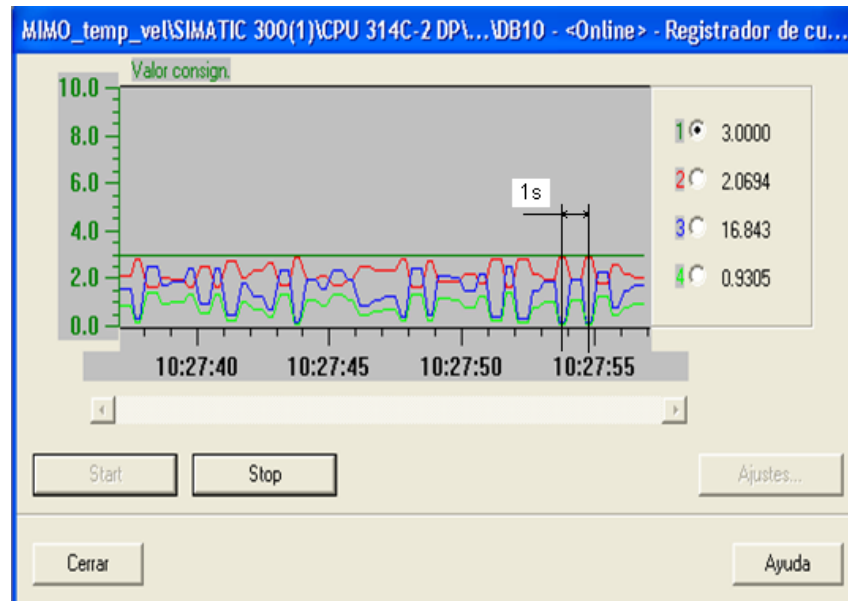 MIMO_temp_vel\SIMATIC 300(1)\CPU 314C-2 DP\...\DB10 - <Online> - Registrador de cu...
Valor consign.
10.0
8.0
6.0
4.0
2.0
0.0
1s
10:27:40 10:27:45 10:27:50 10:27:55
1 3.0000
2 2.0694
3 16.843
4 0.9305
Start Stop Ajustes...
Cerrar Ayuda